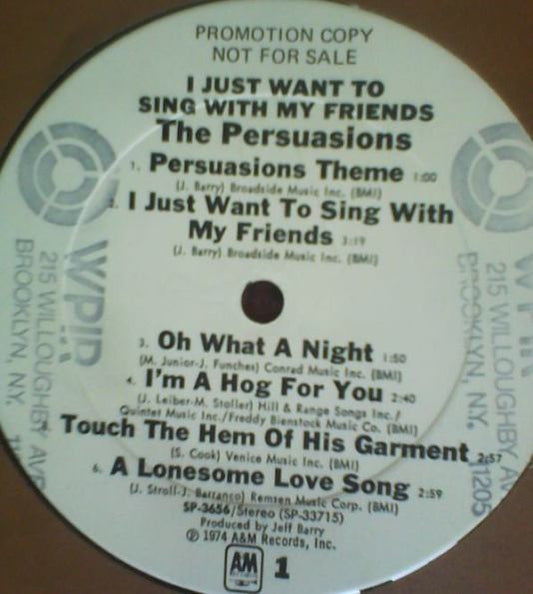 PROMOTION COPY
NOT FOR SALE
I JUST WANT TO
SING WITH MY FRIENDS
The Persuasions
1. Persuasions Theme 1:00
(J. Barry) Broadside Music Inc. (BMI)
2. I Just Want To Sing With
My Friends 3:19
(J. Barry) Broadside Music Inc. (BMI)
3. Oh What A Night 1:50
(M. Junior-J. Funches) Conrad Music Inc. (BMI)
4. I'm A Hog For You 2:40
(J. Leiber-M. Stoller) Hill & Range Songs Inc./
Quintet Music Inc./Freddy Bienstock Music Co. (BMI)
Touch The Hem Of His Garment 2:57
(S. Cook) Venice Music Inc. (BMI)
6. A Lonesome Love Song 2:59
(J. Stroll-J. Barranco) Remsen Music Corp. (BMI)
SP-3656/Stereo (SP-33715)
Produced by Jeff Barry
℗ 1974 A&M Records, Inc.
AM
RECORDS
1
WPIR
215 WILLOUGHBY AVE
BROOKLYN, N.Y.
215 WILLOUGHBY AV
BROOKLYN, N.Y. 11205